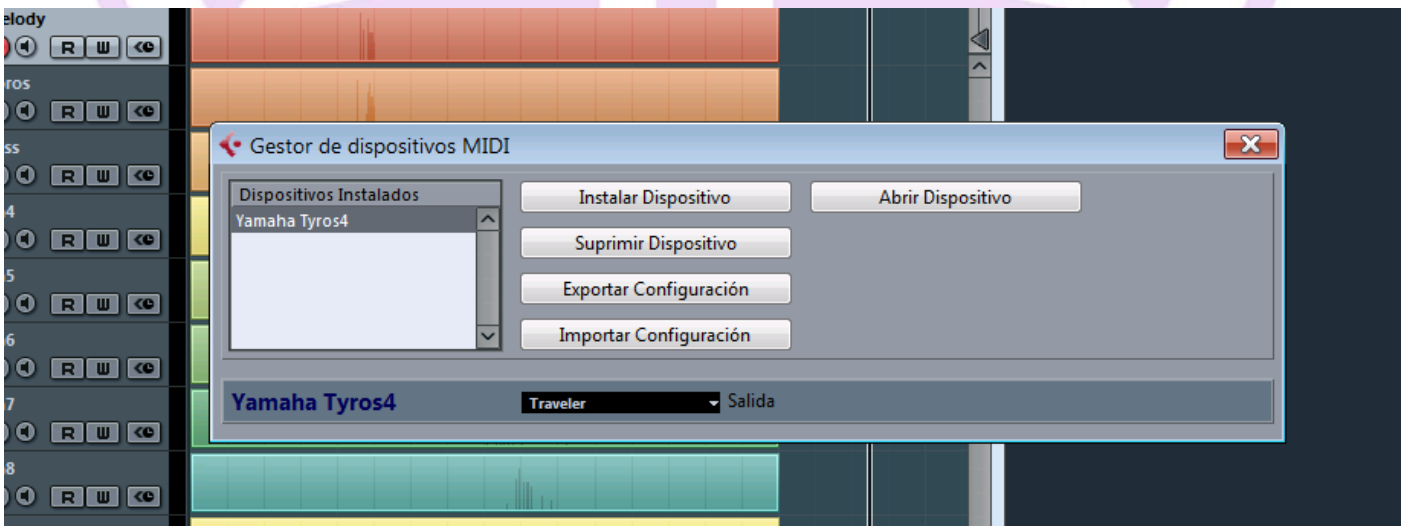 elody
R W
ros
R W
ss
R W
4
R W
5
R W
6
R W
7
R W
8
R W
Gestor de dispositivos MIDI
Dispositivos Instalados
Yamaha Tyros4
Instalar Dispositivo
Abrir Dispositivo
Suprimir Dispositivo
Exportar Configuración
Importar Configuración
Yamaha Tyros4
Traveler
Salida